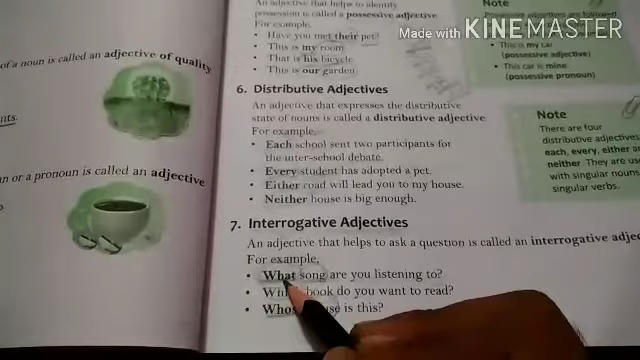 of a noun is called an adjective of quality
nts.
an or a pronoun is called an adjective
An adjective that helps to identify
possession is called a possessive adjective
For example,
• Have you met their pet?
• This is my room
• That is his bicycle
• This is our garden
6. Distributive Adjectives
An adjective that expresses the distributive
state of nouns is called a distributive adjective.
For example,
• Each school sent two participants for
the inter-school debate.
• Every student has adopted a pet.
• Either road will lead you to my house.
• Neither house is big enough.
7. Interrogative Adjectives
An adjective that helps to ask a question is called an interrogative adjec
For example,
• What song are you listening to?
• book do you want to read?
• is this?
Note
Possessive adjectives are followed
• This is my car
(possessive adjective)
• This car is mine
(possessive pronoun)
Note
There are four
distributive adjectives
each, every, either an
neither. They are use
with singular nouns
singular verbs.
Made with KINEMASTER